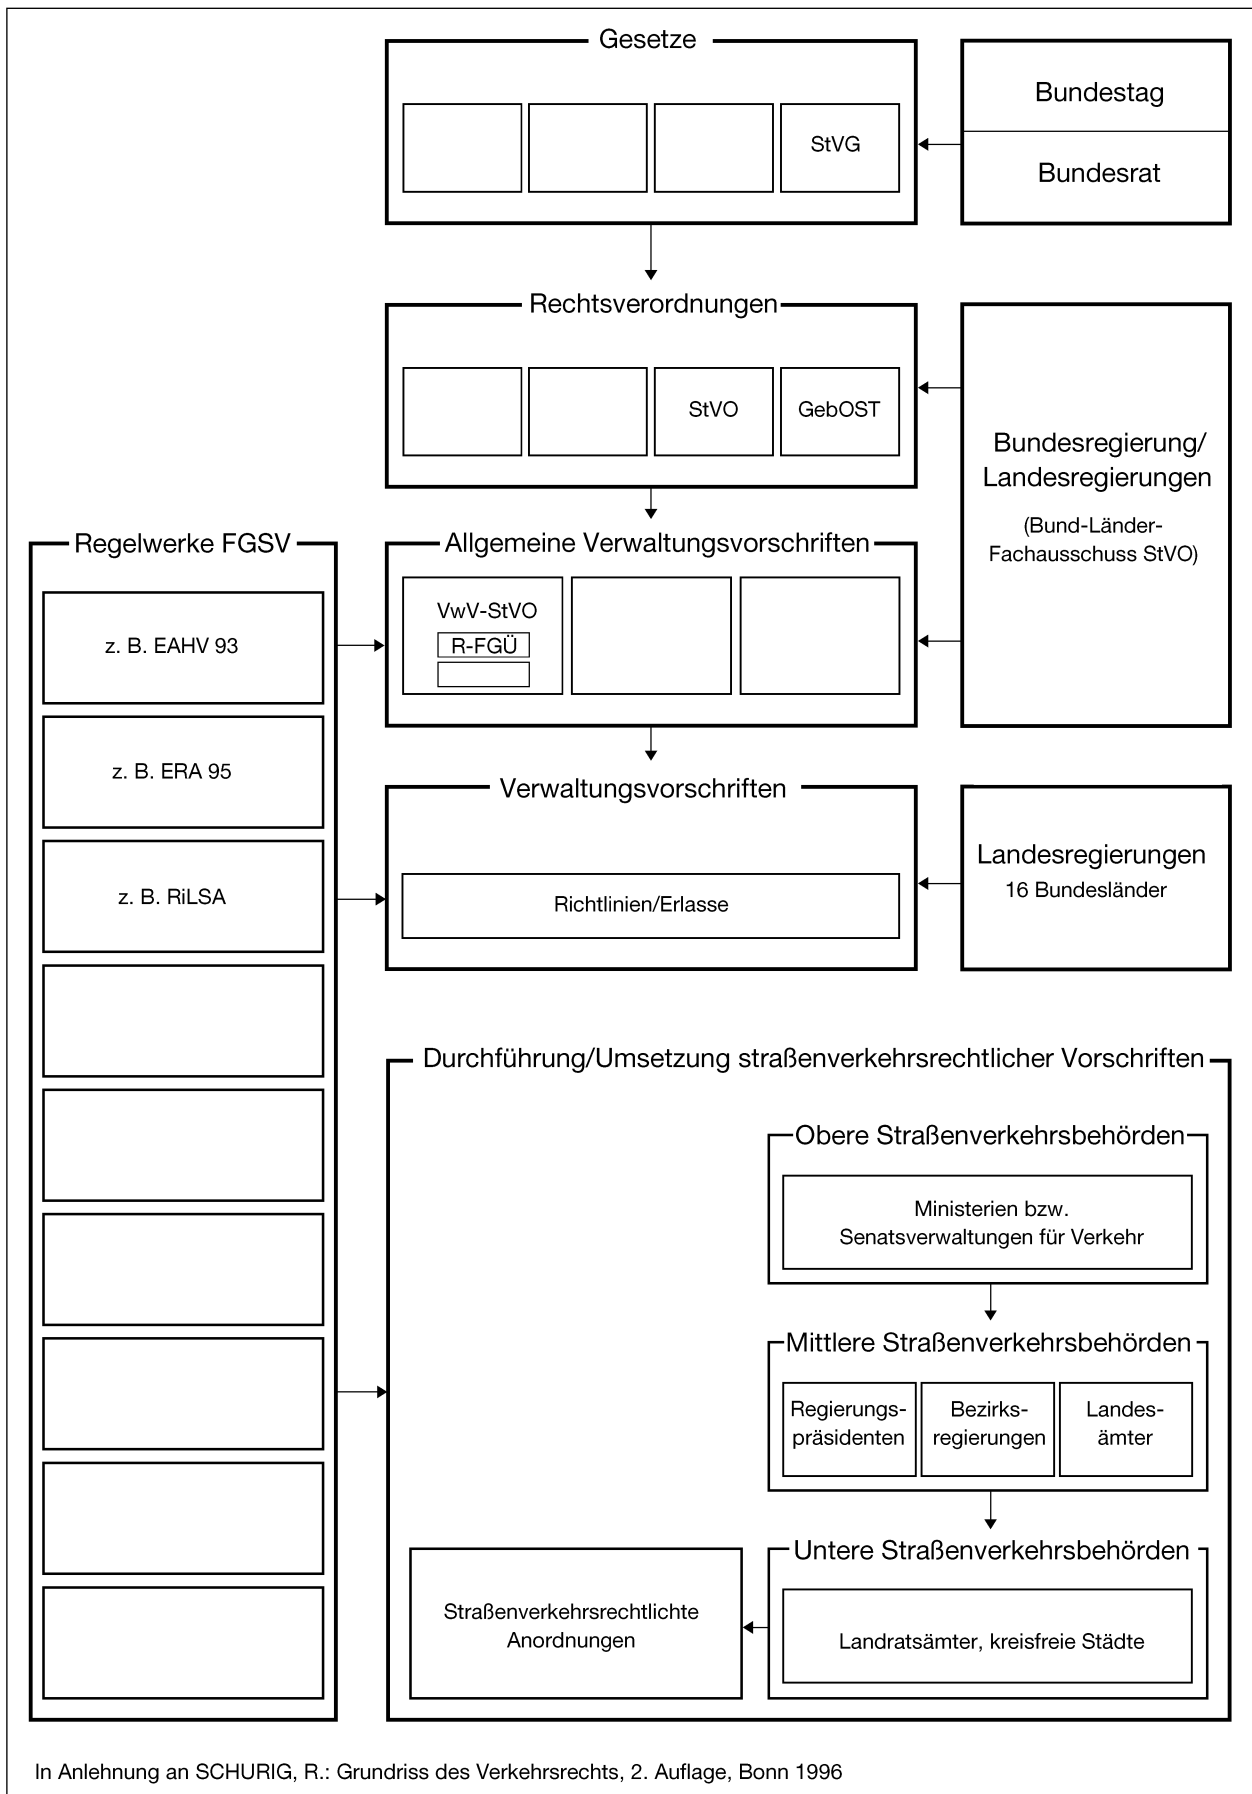 Gesetze
StVG
Bundestag
Bundesrat
Rechtsverordnungen
StVO
GebOST
Bundesregierung/
Landesregierungen
(Bund-Länder-
Fachausschuss StVO)
Regelwerke FGSV
z. B. EAHV 93
z. B. ERA 95
z. B. RiLSA
Allgemeine Verwaltungsvorschriften
VwV-StVO
R-FGÜ
Verwaltungsvorschriften
Richtlinien/Erlasse
Landesregierungen
16 Bundesländer
Durchführung/Umsetzung straßenverkehrsrechtlicher Vorschriften
Obere Straßenverkehrsbehörden
Ministerien bzw.
Senatsverwaltungen für Verkehr
Mittlere Straßenverkehrsbehörden
Regierungs-
präsidenten
Bezirks-
regierungen
Landes-
ämter
Untere Straßenverkehrsbehörden
Landratsämter, kreisfreie Städte
Straßenverkehrsrechtlichte
Anordnungen
In Anlehnung an SCHURIG, R.: Grundriss des Verkehrsrechts, 2. Auflage, Bonn 1996